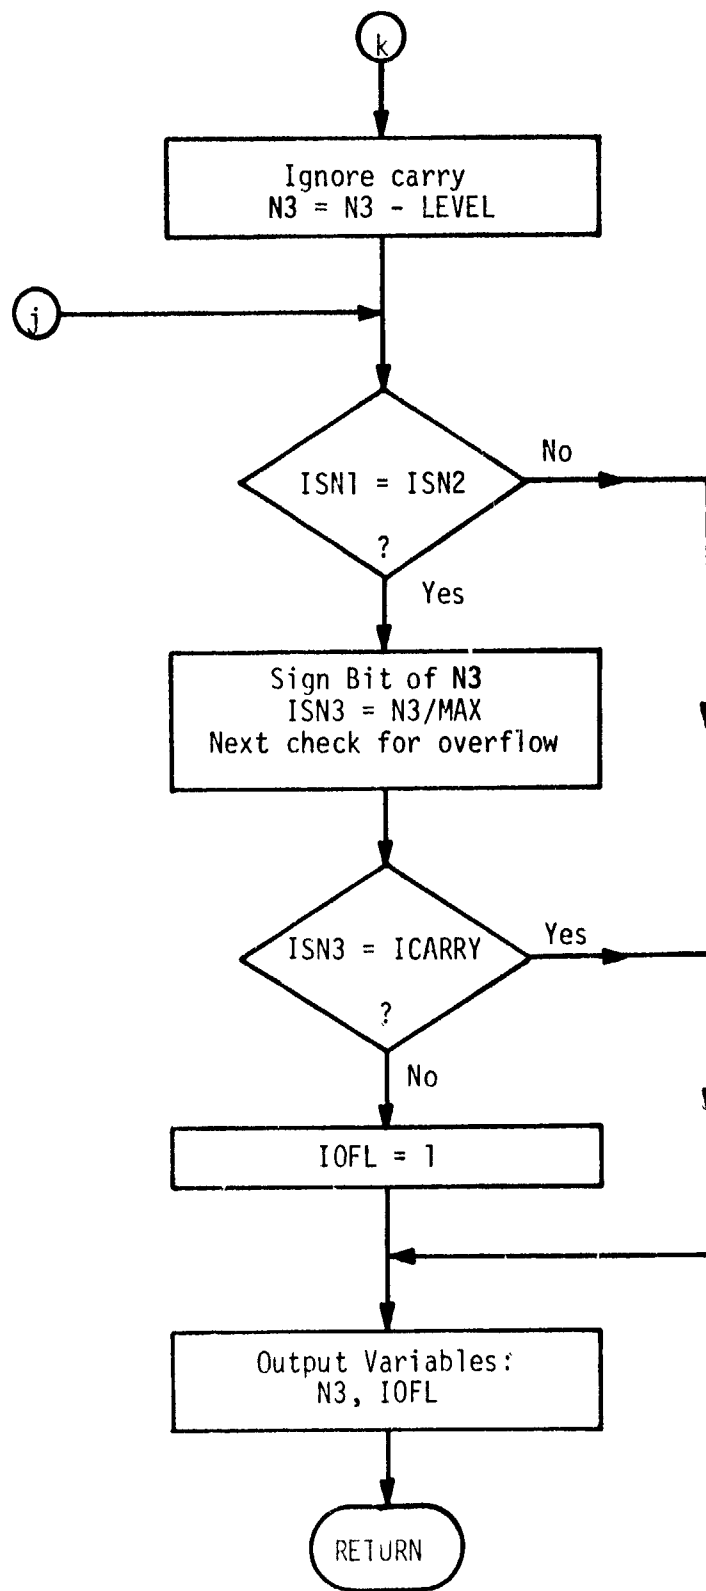 k
Ignore carry
N3 = N3 - LEVEL
j
ISN1 = ISN2
?
No
Yes
Sign Bit of N3
ISN3 = N3/MAX
Next check for overflow
ISN3 = ICARRY
?
Yes
No
IOFL = 1
Output Variables:
N3, IOFL
RETURN